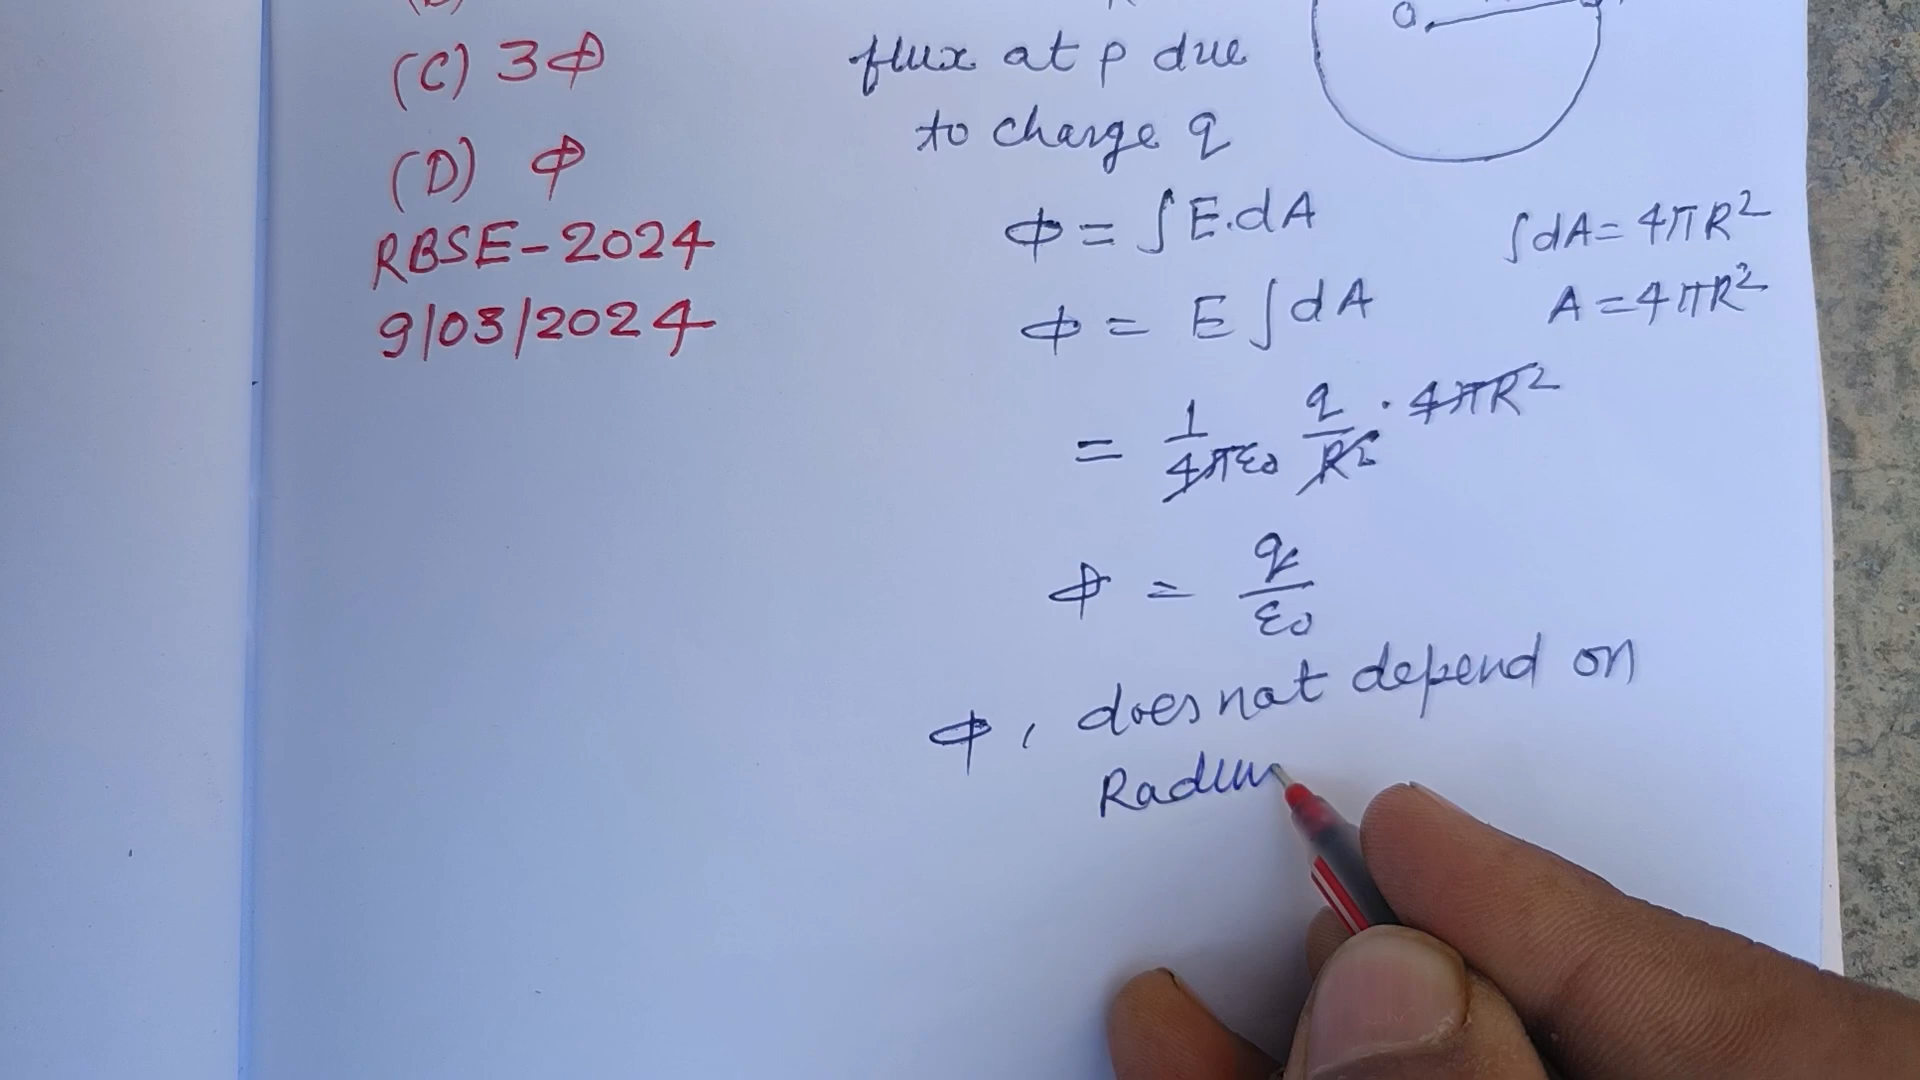 (C) 3Φ
(D) Φ
RBSE-2024
9/03/2024
O
flux at p due
to charge q
Φ = ∫E.dA
∫dA = 4πR²
Φ = E∫dA
A = 4πR²
= 1/4πε₀ q/R² . 4πR²
Φ = q/ε₀
Φ, does not depend on
Radius